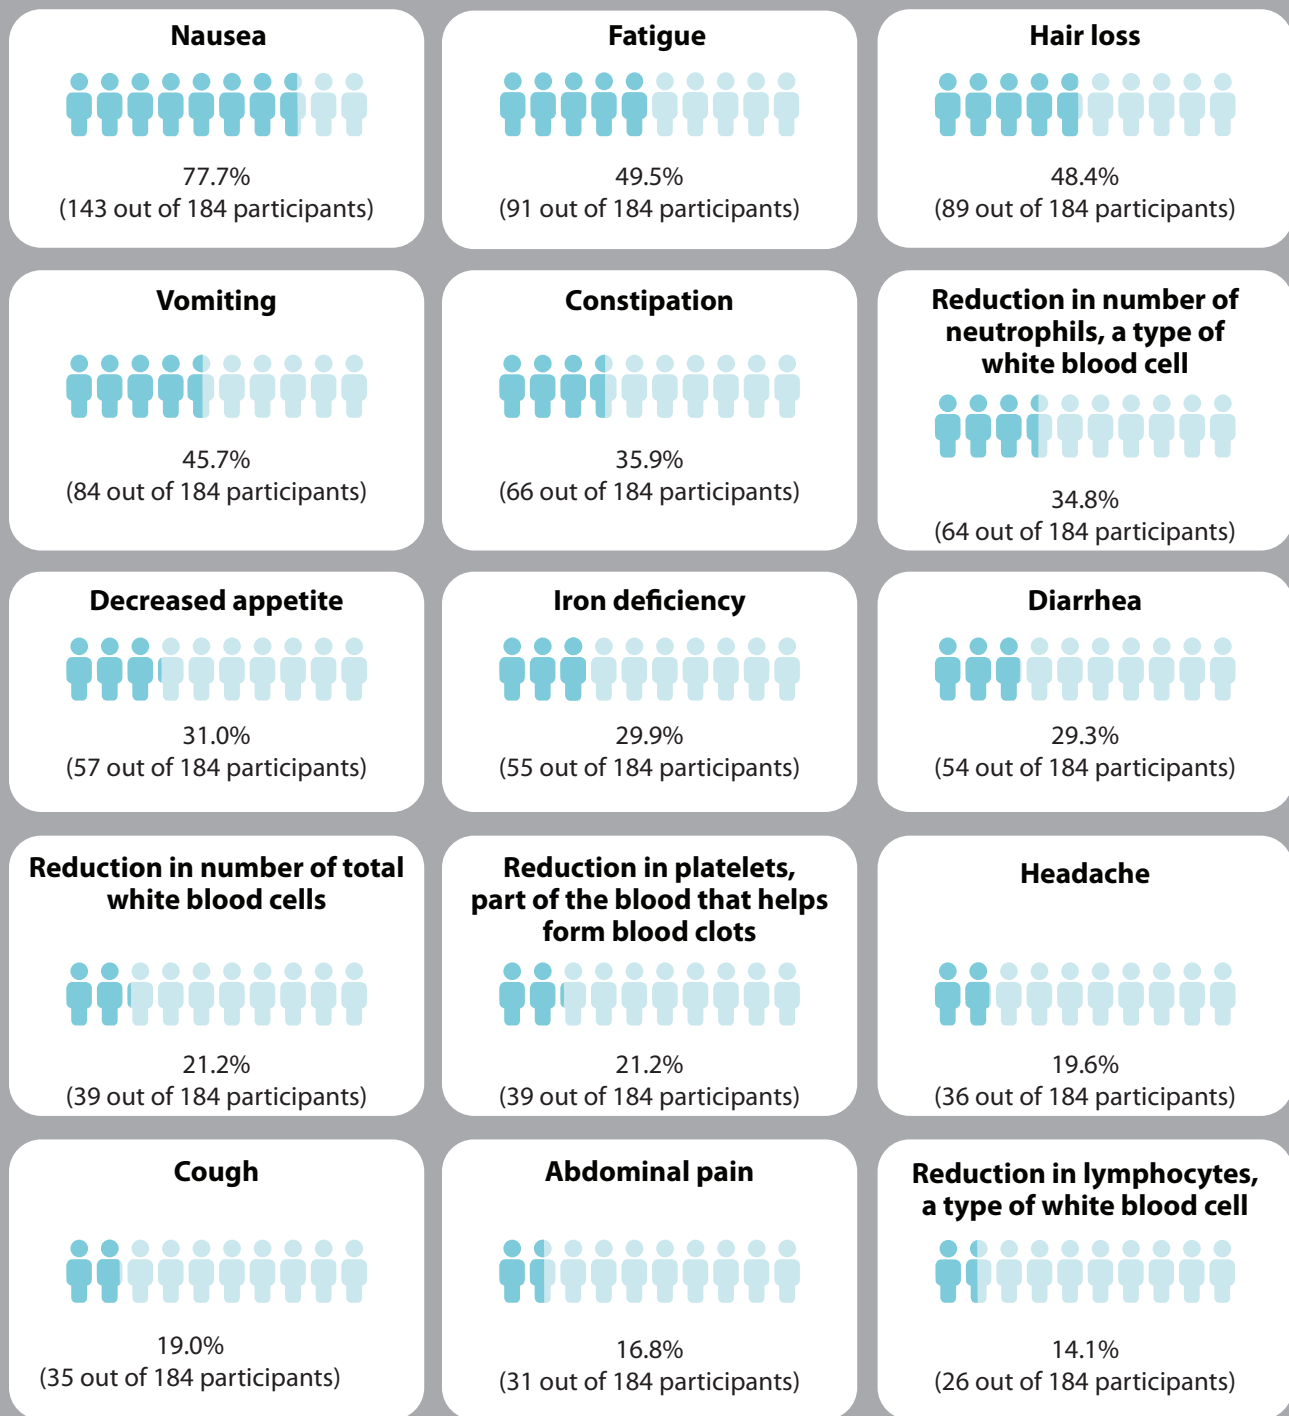 Nausea
77.7%
(143 out of 184 participants)
Fatigue
49.5%
(91 out of 184 participants)
Hair loss
48.4%
(89 out of 184 participants)
Vomiting
45.7%
(84 out of 184 participants)
Constipation
35.9%
(66 out of 184 participants)
Reduction in number of
neutrophils, a type of
white blood cell
34.8%
(64 out of 184 participants)
Decreased appetite
31.0%
(57 out of 184 participants)
Iron deficiency
29.9%
(55 out of 184 participants)
Diarrhea
29.3%
(54 out of 184 participants)
Reduction in number of total
white blood cells
21.2%
(39 out of 184 participants)
Reduction in platelets,
part of the blood that helps
form blood clots
21.2%
(39 out of 184 participants)
Headache
19.6%
(36 out of 184 participants)
Cough
19.0%
(35 out of 184 participants)
Abdominal pain
16.8%
(31 out of 184 participants)
Reduction in lymphocytes,
a type of white blood cell
14.1%
(26 out of 184 participants)